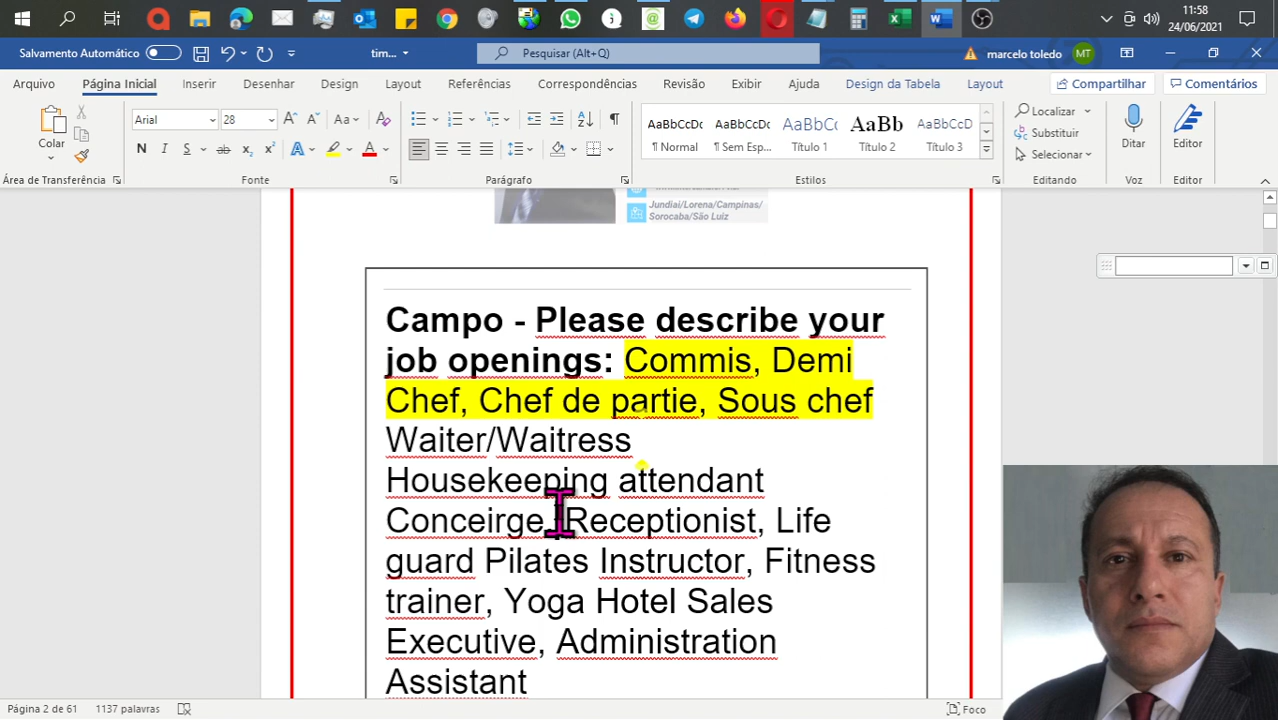 11:58
24/06/2021
Salvamento Automático
tim...
Pesquisar (Alt+Q)
marcelo toledo
MT
Arquivo
Página Inicial
Inserir
Desenhar
Design
Layout
Referências
Correspondências
Revisão
Exibir
Ajuda
Design da Tabela
Layout
Compartilhar
Comentários
Colar
Arial
28
N I S ab x₂ x²
AaBbCcDc
¶ Normal
AaBbCcDc
¶ Sem Esp...
AaBbCc
Título 1
AaBb
Título 2
AaBbCcD
Título 3
Localizar
Substituir
Selecionar
Ditar
Editor
Área de Transferência
Fonte
Parágrafo
Estilos
Editando
Voz
Editor
Jundiaí/Lorena/Campinas/
Sorocaba/São Luiz
Campo - Please describe your
job openings: Commis, Demi
Chef, Chef de partie, Sous chef
Waiter/Waitress
Housekeeping attendant
Conceirge, Receptionist, Life
guard Pilates Instructor, Fitness
trainer, Yoga Hotel Sales
Executive, Administration
Assistant
Página 2 de 61
1137 palavras
Foco